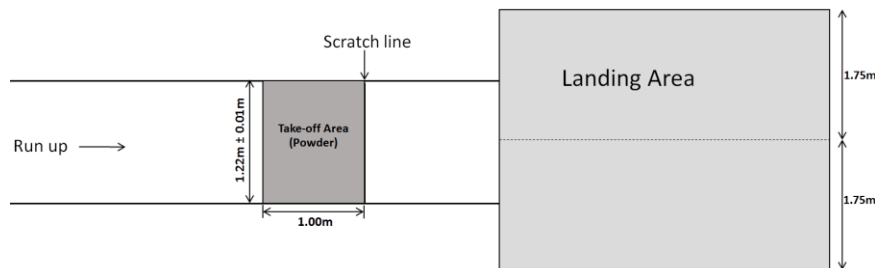 Scratch line
Landing Area
1.75m
Take-off Area
(Powder)
1.22m ± 0.01m
Run up
1.75m
1.00m